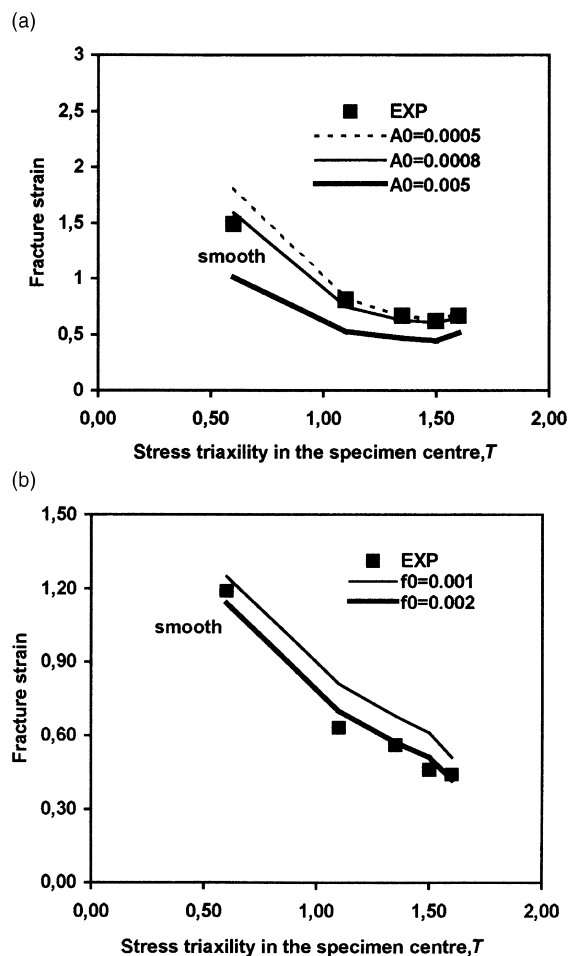 (a)
3
2,5
2
1,5
1
0,5
0
EXP
A0=0.0005
A0=0.0008
A0=0.005
smooth
Fracture strain
0,00
0,50
1,00
1,50
2,00
Stress triaxility in the specimen centre,T
(b)
1,50
1,20
0,90
0,60
0,30
0,00
EXP
f0=0.001
f0=0.002
smooth
Fracture strain
0,00
0,50
1,00
1,50
2,00
Stress triaxility in the specimen centre,T